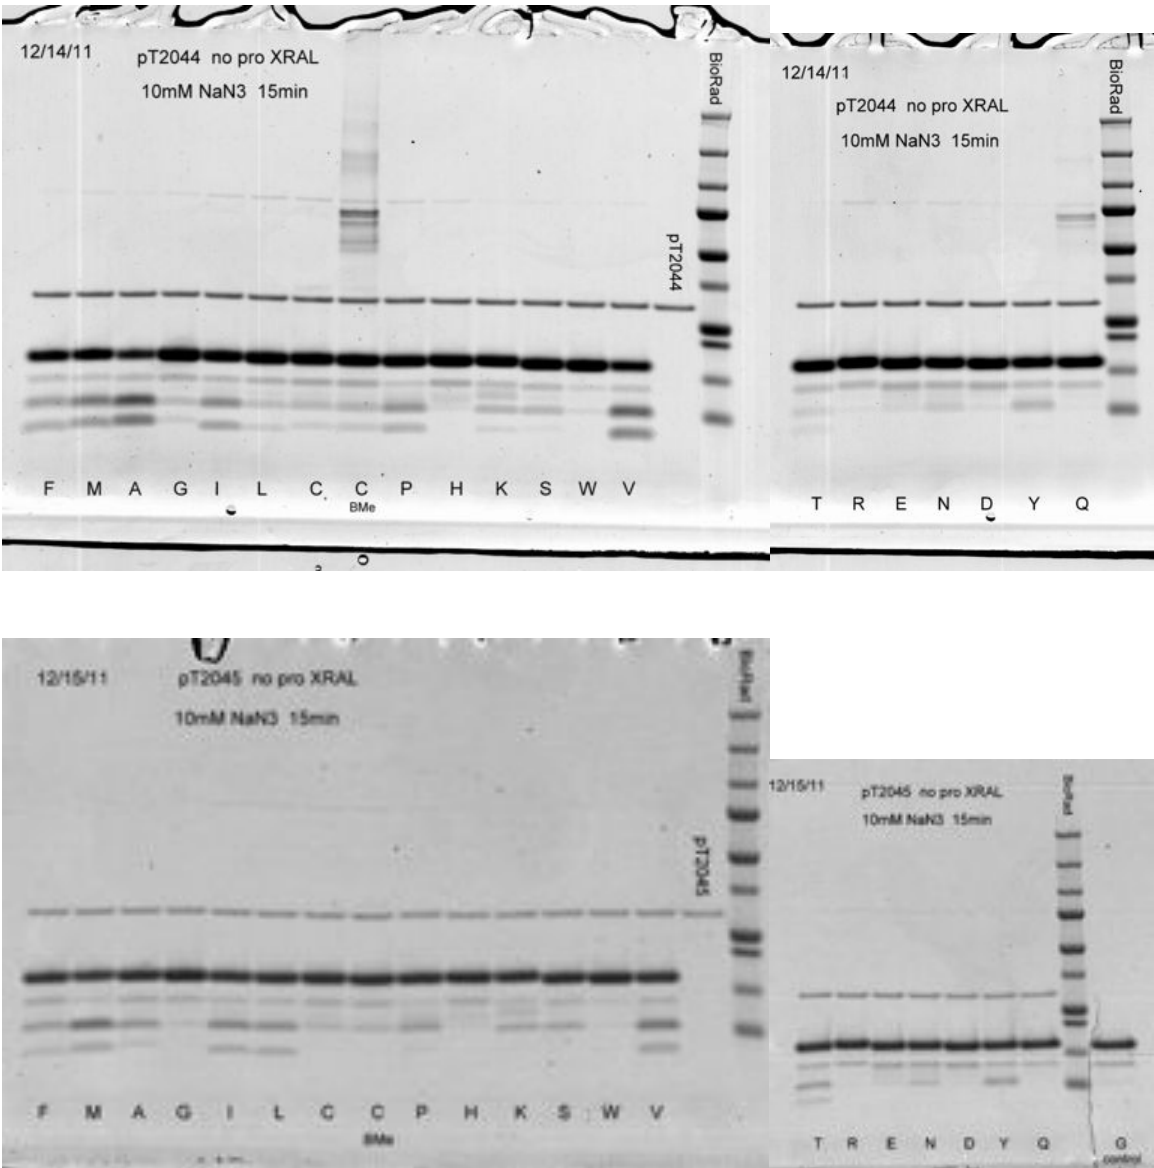 12/14/11
pT2044 no pro XRAL
10mM NaN3 15min
BioRad
pT2044
F M A G I L C C P H K S W V
BMe
12/14/11
pT2044 no pro XRAL
10mM NaN3 15min
BioRad
T R E N D Y Q
12/15/11
pT2045 no pro XRAL
10mM NaN3 15min
BioRad
pT2045
F M A G I L C C P H K S W V
BMe
12/15/11
pT2045 no pro XRAL
10mM NaN3 15min
BioRad
T R E N D Y Q G
control